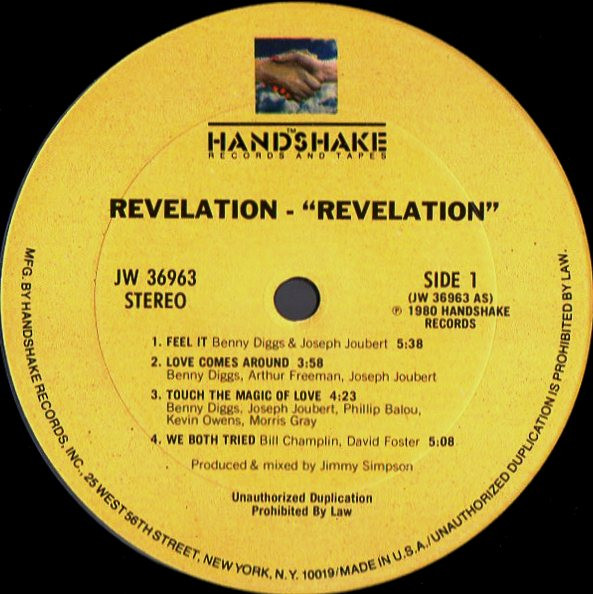 HANDSHAKE™
RECORDS AND TAPES
REVELATION - “REVELATION”
JW 36963
STEREO
SIDE 1
(JW 36963 AS)
℗ 1980 HANDSHAKE
RECORDS
1. FEEL IT Benny Diggs & Joseph Joubert 5:38
2. LOVE COMES AROUND 3:58
Benny Diggs, Arthur Freeman, Joseph Joubert
3. TOUCH THE MAGIC OF LOVE 4:23
Benny Diggs, Joseph Joubert, Phillip Balou,
Kevin Owens, Morris Gray
4. WE BOTH TRIED Bill Champlin, David Foster 5:08
Produced & mixed by Jimmy Simpson
Unauthorized Duplication
Prohibited By Law
MFG. BY HANDSHAKE RECORDS, INC., 25 WEST 56TH STREET, NEW YORK, N.Y. 10019/MADE IN U.S.A./UNAUTHORIZED DUPLICATION IS PROHIBITED BY LAW.